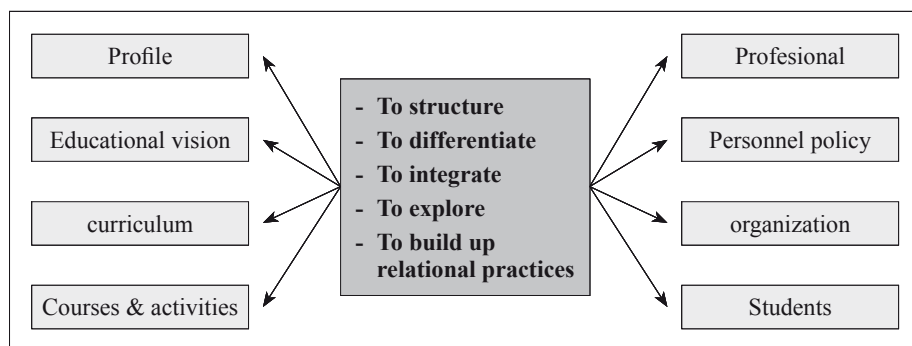 Profile
Educational vision
curriculum
Courses & activities
- To structure
- To differentiate
- To integrate
- To explore
- To build up
relational practices
Profesional
Personnel policy
organization
Students